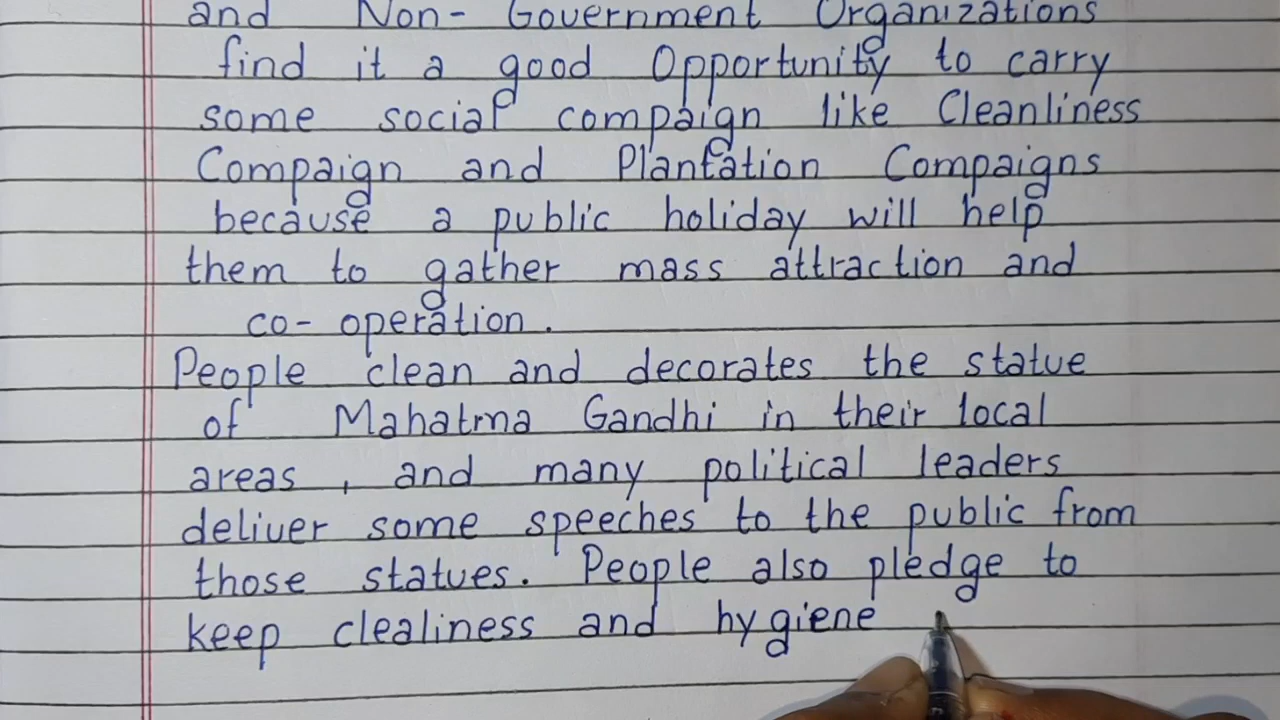 and Non- Government Organizations
find it a good Opportunity to carry
some social compaign like Cleanliness
Compaign and Plantation Compaigns
because a public holiday will help
them to gather mass attraction and
co- operation.
People clean and decorates the statue
of Mahatma Gandhi in their local
areas , and many political leaders
deliver some speeches to the public from
those statues. People also pledge to
keep clealiness and hygiene